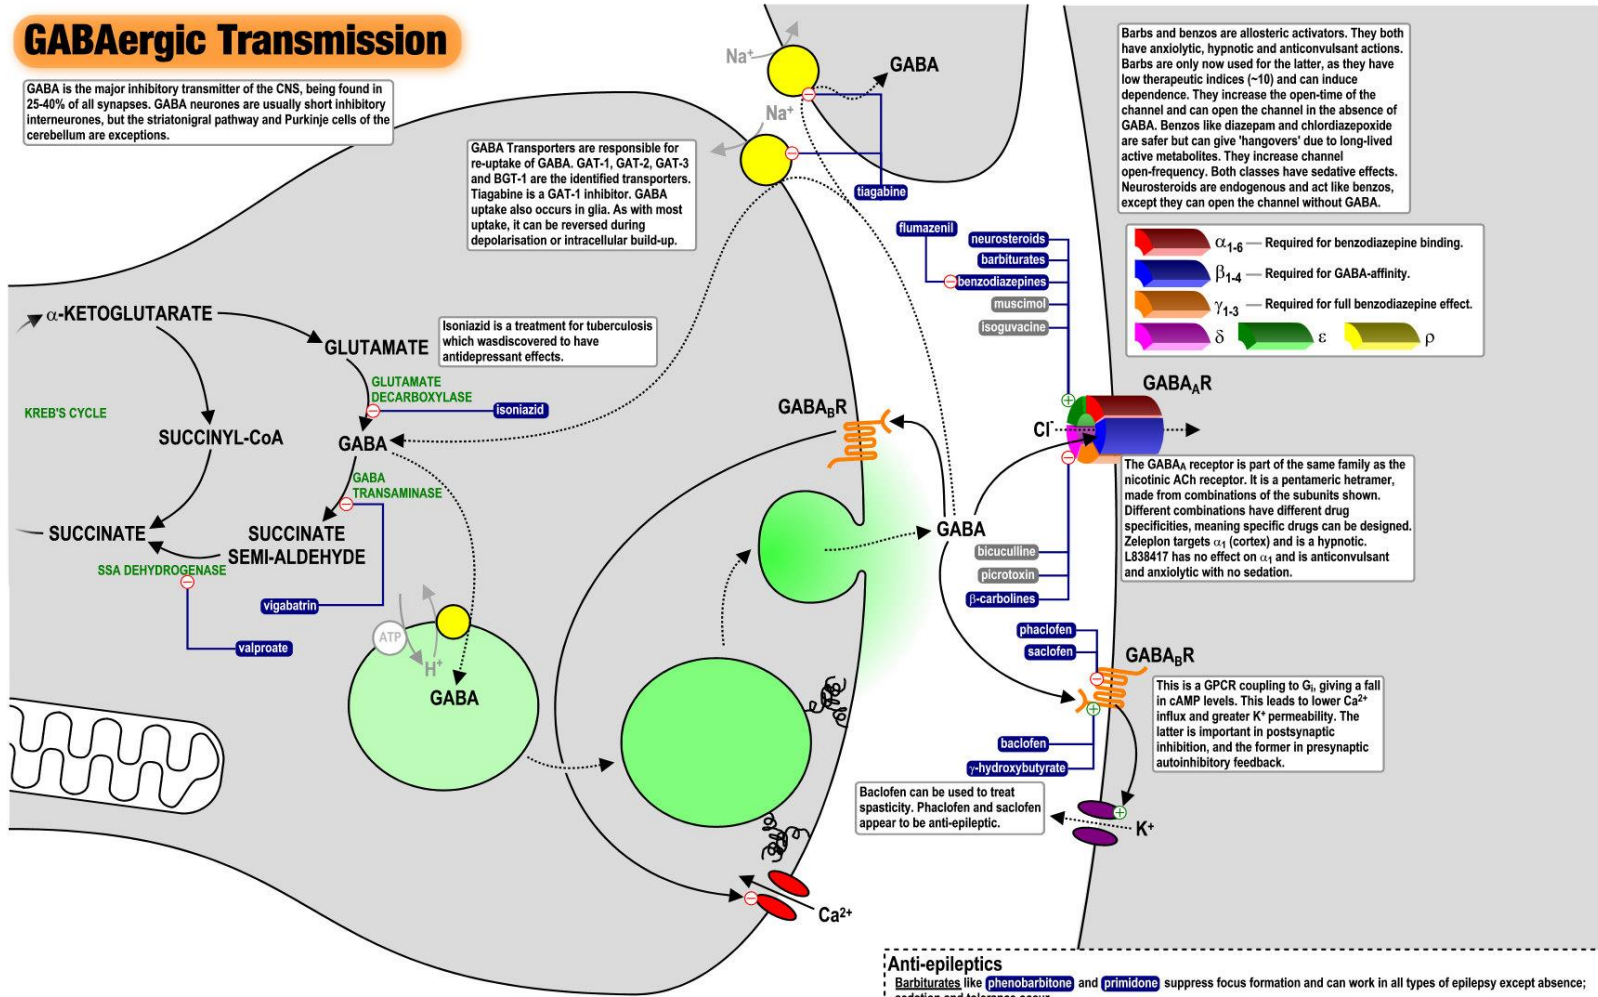 GABAergic Transmission
GABA is the major inhibitory transmitter of the CNS, being found in
25-40% of all synapses. GABA neurones are usually short inhibitory
interneurones, but the striatonigral pathway and Purkinje cells of the
cerebellum are exceptions.
Na⁺
GABA
Na⁺
GABA Transporters are responsible for
re-uptake of GABA. GAT-1, GAT-2, GAT-3
and BGT-1 are the identified transporters.
Tiagabine is a GAT-1 inhibitor. GABA
uptake also occurs in glia. As with most
uptake, it can be reversed during
depolarisation or intracellular build-up.
tiagabine
Barbs and benzos are allosteric activators. They both
have anxiolytic, hypnotic and anticonvulsant actions.
Barbs are only now used for the latter, as they have
low therapeutic indices (~10) and can induce
dependence. They increase the open-time of the
channel and can open the channel in the absence of
GABA. Benzos like diazepam and chlordiazepoxide
are safer but can give 'hangovers' due to long-lived
active metabolites. They increase channel
open-frequency. Both classes have sedative effects.
Neurosteroids are endogenous and act like benzos,
except they can open the channel without GABA.
flumazenil
neurosteroids
barbiturates
benzodiazepines
muscimol
isoguvacine
α₁₋₆ — Required for benzodiazepine binding.
β₁₋₄ — Required for GABA-affinity.
γ₁₋₃ — Required for full benzodiazepine effect.
δ ε ρ
α-KETOGLUTARATE
GLUTAMATE
Isoniazid is a treatment for tuberculosis
which wasdiscovered to have
antidepressant effects.
GLUTAMATE
DECARBOXYLASE
isoniazid
KREB'S CYCLE
SUCCINYL-CoA
GABA
GABA
TRANSAMINASE
SUCCINATE
SUCCINATE
SEMI-ALDEHYDE
SSA DEHYDROGENASE
vigabatrin
valproate
ATP
H⁺
GABA
GABA_BR
GABA
GABA_AR
Cl⁻
The GABA_A receptor is part of the same family as the
nicotinic ACh receptor. It is a pentameric hetramer,
made from combinations of the subunits shown.
Different combinations have different drug
specificities, meaning specific drugs can be designed.
Zeleplon targets α₁ (cortex) and is a hypnotic.
L838417 has no effect on α₁ and is anticonvulsant
and anxiolytic with no sedation.
bicuculline
picrotoxin
β-carbolines
phaclofen
saclofen
GABA_BR
This is a GPCR coupling to Gᵢ, giving a fall
in cAMP levels. This leads to lower Ca²⁺
influx and greater K⁺ permeability. The
latter is important in postsynaptic
inhibition, and the former in presynaptic
autoinhibitory feedback.
baclofen
γ-hydroxybutyrate
Baclofen can be used to treat
spasticity. Phaclofen and saclofen
appear to be anti-epileptic.
K⁺
Ca²⁺
Anti-epileptics
Barbiturates like phenobarbitone and primidone suppress focus formation and can work in all types of epilepsy except absence;
sedation and tolerance occur